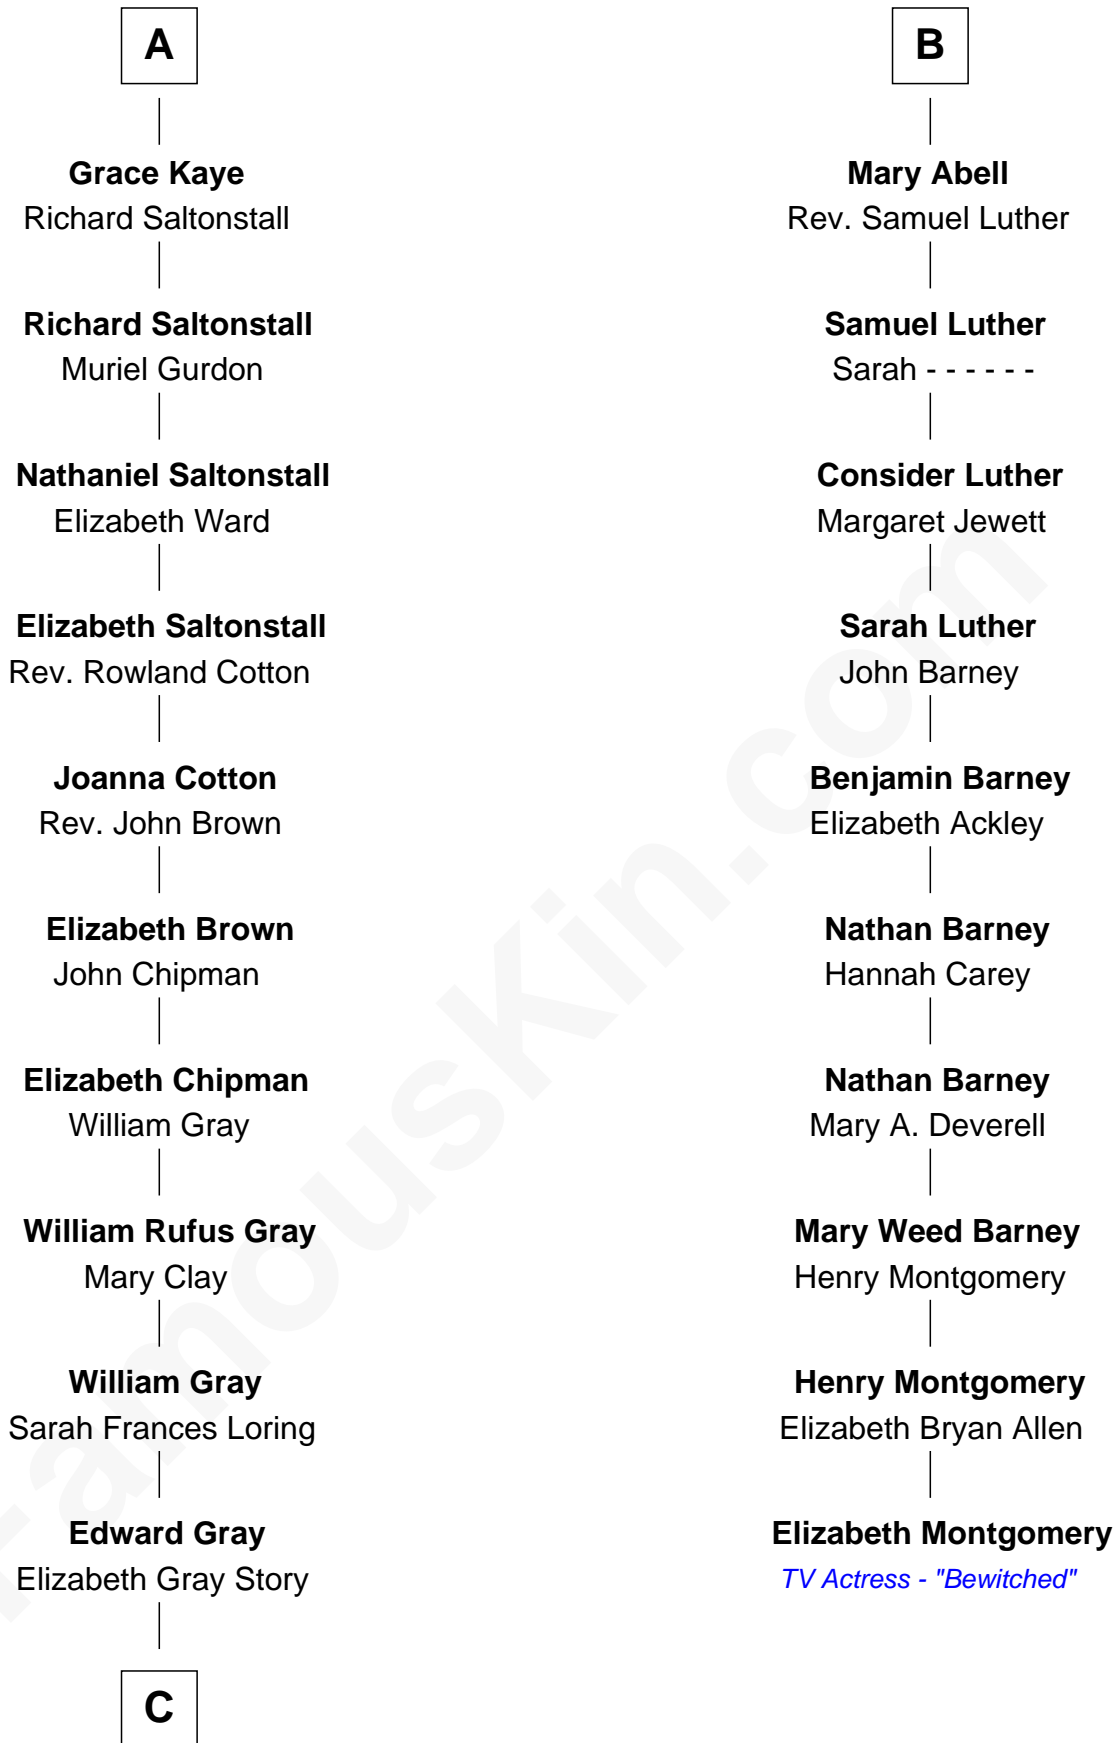 A
Grace Kaye
Richard Saltonstall
Richard Saltonstall
Muriel Gurdon
Nathaniel Saltonstall
Elizabeth Ward
Elizabeth Saltonstall
Rev. Rowland Cotton
Joanna Cotton
Rev. John Brown
Elizabeth Brown
John Chipman
Elizabeth Chipman
William Gray
William Rufus Gray
Mary Clay
William Gray
Sarah Frances Loring
Edward Gray
Elizabeth Gray Story
C
B
Mary Abell
Rev. Samuel Luther
Samuel Luther
Sarah - - - - - -
Consider Luther
Margaret Jewett
Sarah Luther
John Barney
Benjamin Barney
Elizabeth Ackley
Nathan Barney
Hannah Carey
Nathan Barney
Mary A. Deverell
Mary Weed Barney
Henry Montgomery
Henry Montgomery
Elizabeth Bryan Allen
Elizabeth Montgomery
TV Actress - "Bewitched"
FamousKin.com